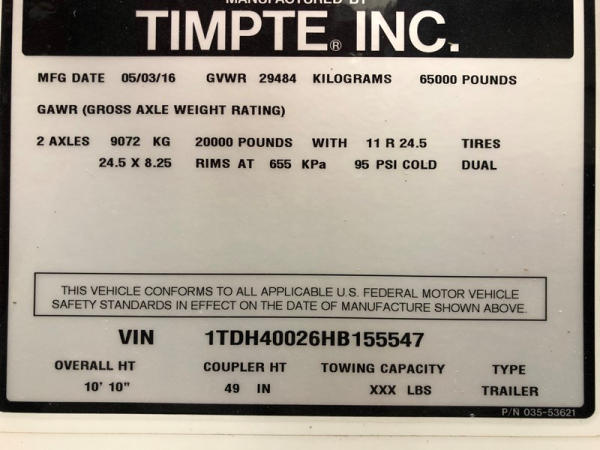 MANUFACTURED BY
TIMPTE® INC.
MFG DATE 05/03/16 GVWR 29484 KILOGRAMS 65000 POUNDS
GAWR (GROSS AXLE WEIGHT RATING)
2 AXLES 9072 KG 20000 POUNDS WITH 11 R 24.5 TIRES
24.5 X 8.25 RIMS AT 655 KPa 95 PSI COLD DUAL
THIS VEHICLE CONFORMS TO ALL APPLICABLE U.S. FEDERAL MOTOR VEHICLE
SAFETY STANDARDS IN EFFECT ON THE DATE OF MANUFACTURE SHOWN ABOVE.
VIN 1TDH40026HB155547
OVERALL HT COUPLER HT TOWING CAPACITY TYPE
10' 10" 49 IN XXX LBS TRAILER
P/N 035-53621